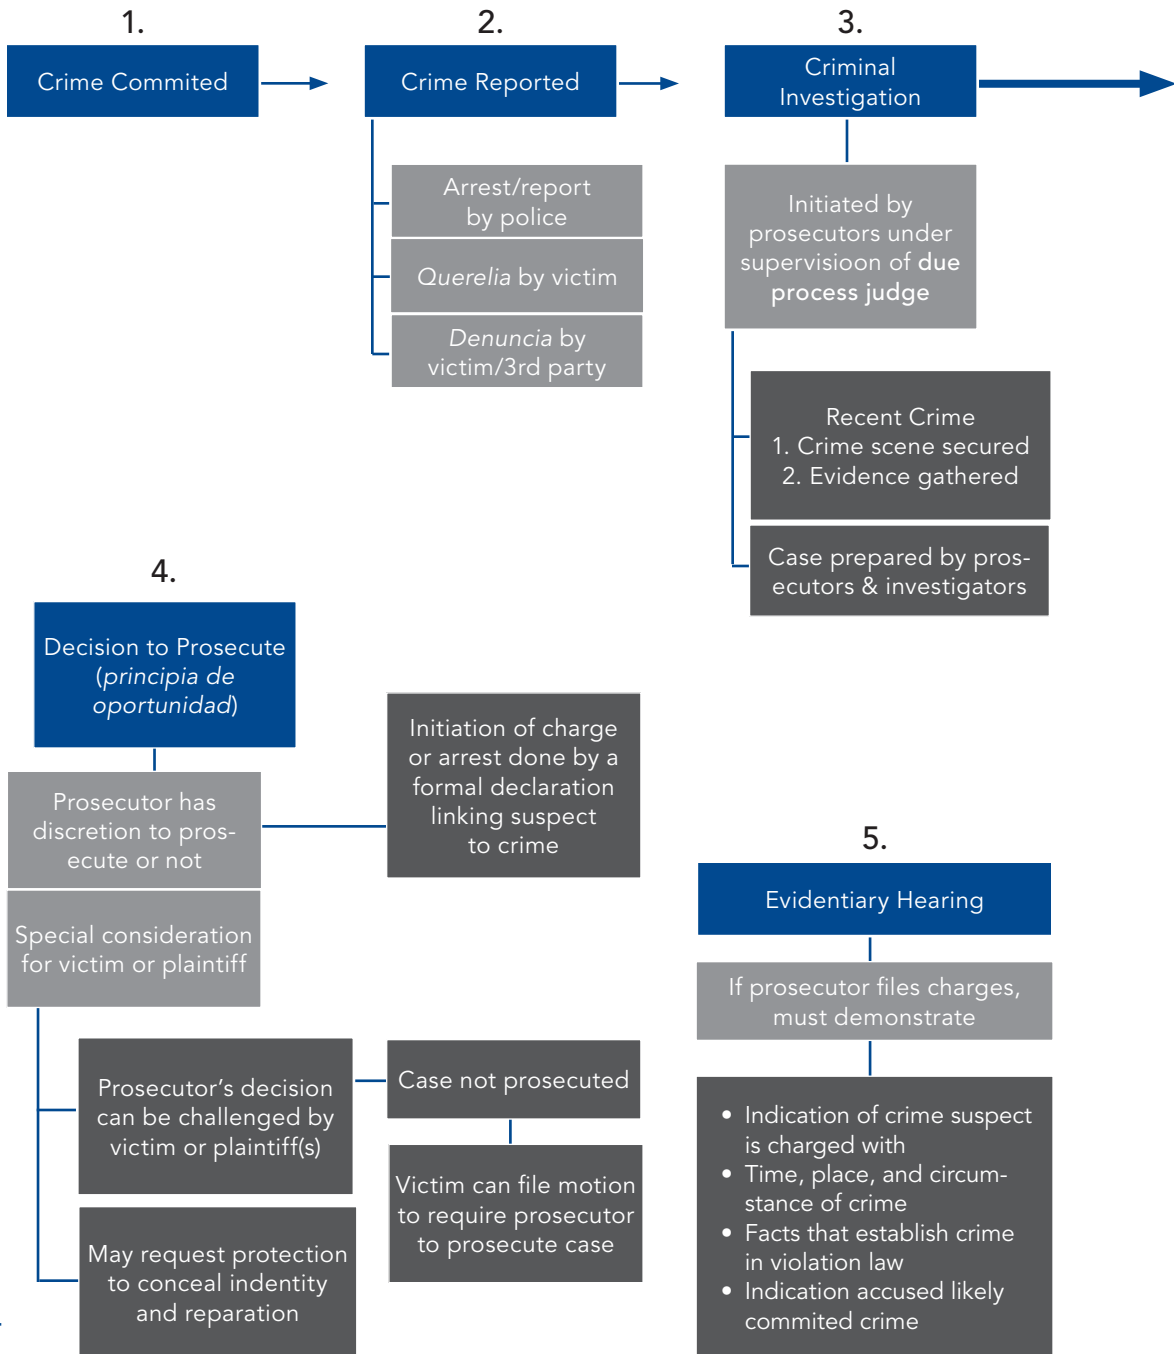 1.
Crime Commited
2.
Crime Reported
Arrest/report
by police
Querelia by victim
Denuncia by
victim/3rd party
3.
Criminal
Investigation
Initiated by
prosecutors under
supervisioon of due
process judge
Recent Crime
1. Crime scene secured
2. Evidence gathered
Case prepared by pros-
ecutors & investigators
4.
Decision to Prosecute
(principia de
oportunidad)
Prosecutor has
discretion to pros-
ecute or not
Initiation of charge
or arrest done by a
formal declaration
linking suspect
to crime
Special consideration
for victim or plaintiff
Prosecutor's decision
can be challenged by
victim or plaintiff(s)
Case not prosecuted
Victim can file motion
to require prosecutor
to prosecute case
May request protection
to conceal indentity
and reparation
5.
Evidentiary Hearing
If prosecutor files charges,
must demonstrate
• Indication of crime suspect
is charged with
• Time, place, and circum-
stance of crime
• Facts that establish crime
in violation law
• Indication accused likely
commited crime